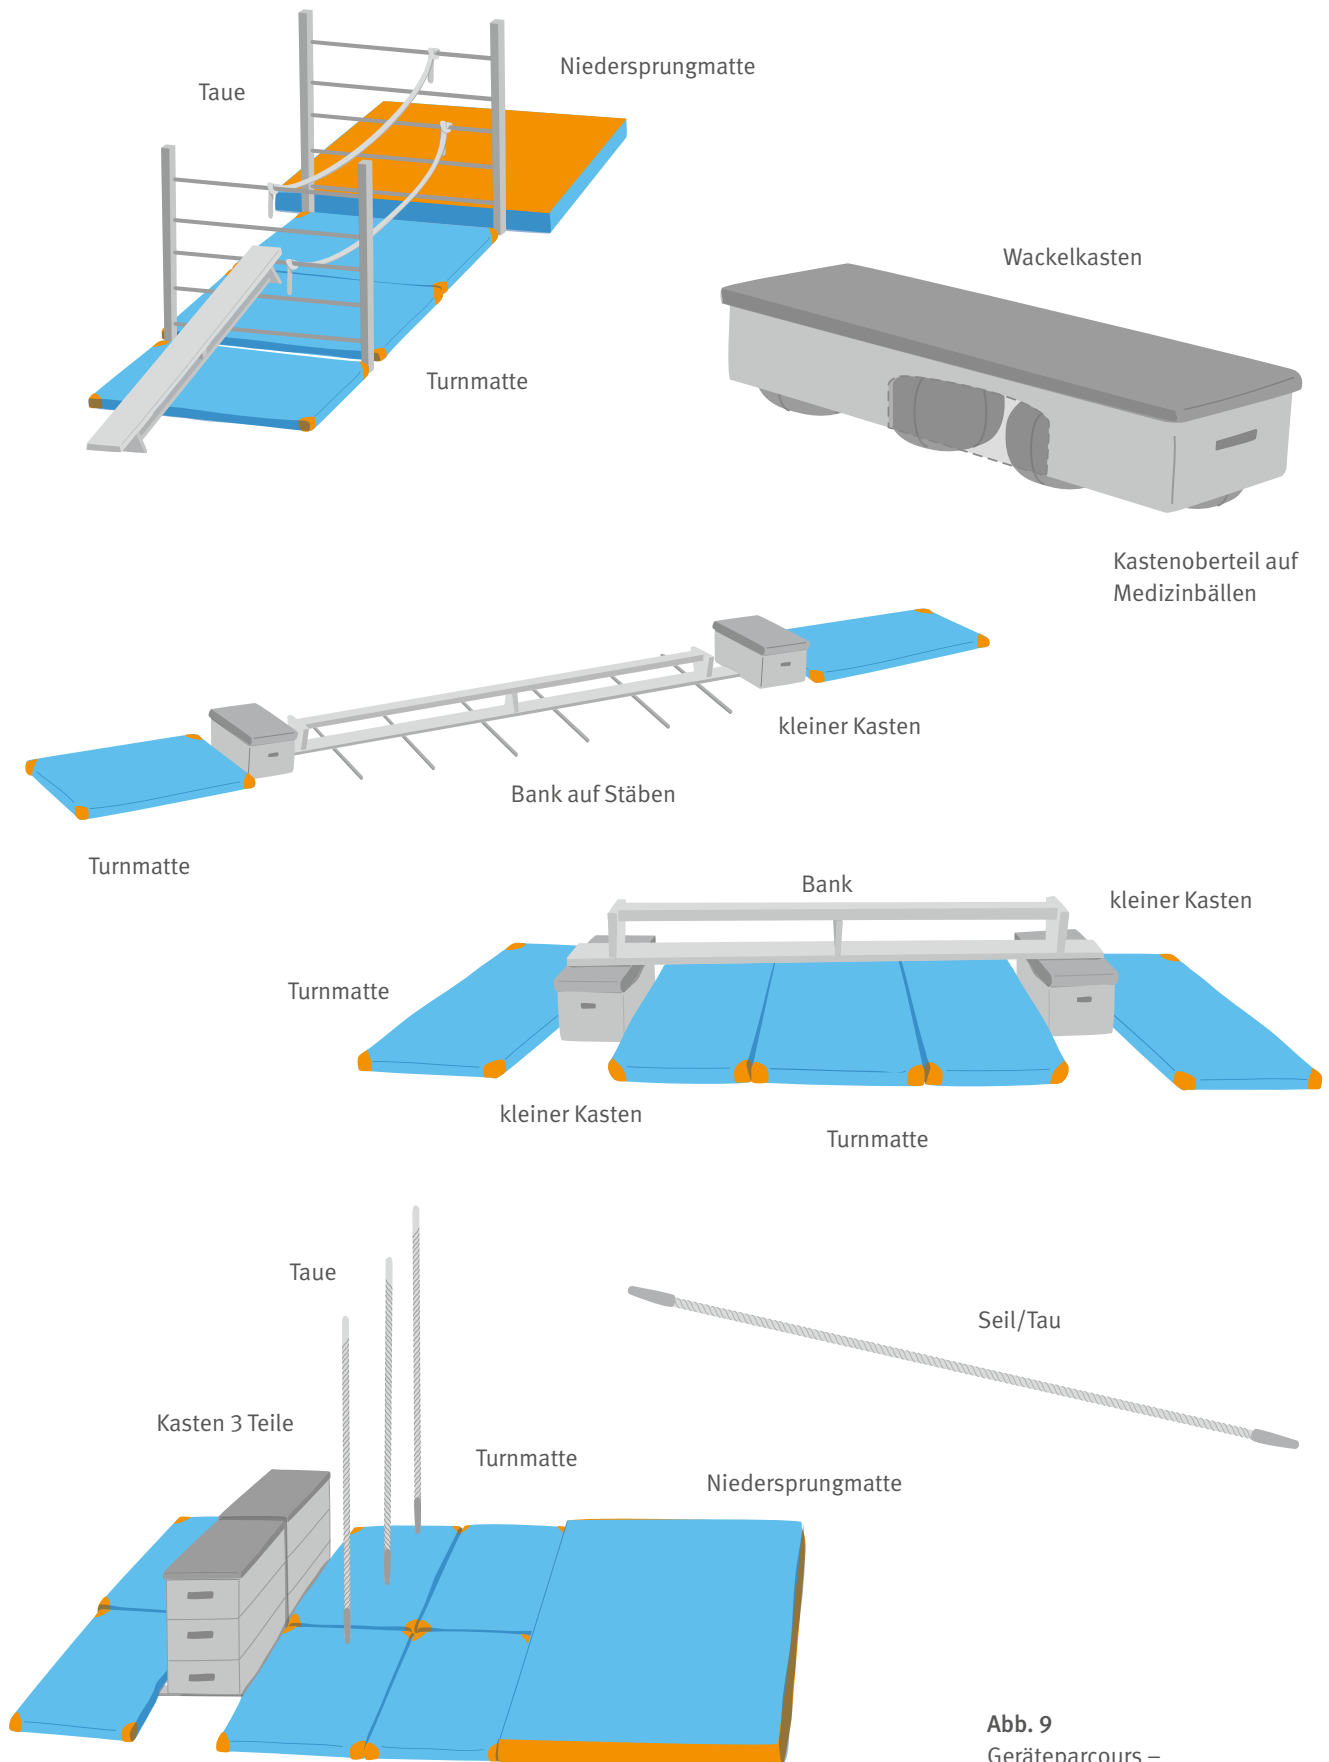 Niedersprungmatte
Taue
Wackelkasten
Turnmatte
Kastenoberteil auf
Medizinbällen
kleiner Kasten
Bank auf Stäben
Turnmatte
Bank
kleiner Kasten
Turnmatte
kleiner Kasten
Turnmatte
Taue
Seil/Tau
Kasten 3 Teile
Turnmatte
Niedersprungmatte
Abb. 9
Geräteparcours –